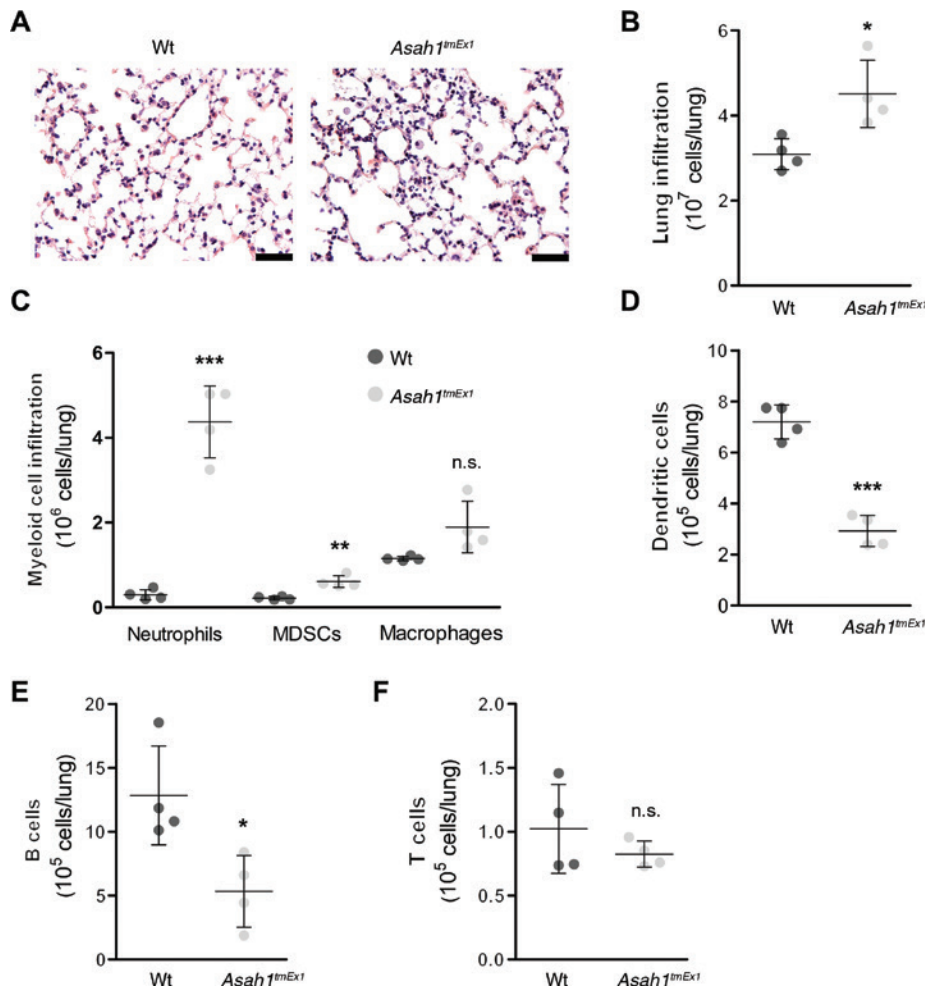 A
Wt
Asah1tmEx1
B
Lung infiltration
(10^7 cells/lung)
6
4
2
0
*
Wt
Asah1tmEx1
C
Myeloid cell infiltration
(10^6 cells/lung)
6
4
2
0
***
**
n.s.
Wt
Asah1tmEx1
Neutrophils
MDSCs
Macrophages
D
Dendritic cells
(10^5 cells/lung)
10
8
6
4
2
0
***
Wt
Asah1tmEx1
E
B cells
(10^5 cells/lung)
20
15
10
5
0
*
Wt
Asah1tmEx1
F
T cells
(10^5 cells/lung)
2.0
1.5
1.0
0.5
0.0
n.s.
Wt
Asah1tmEx1